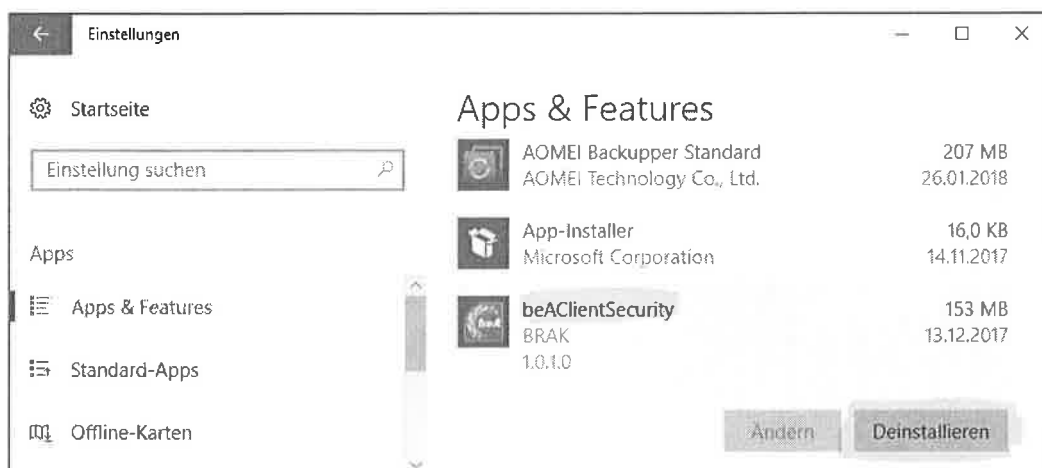 Einstellungen
Startseite
Einstellung suchen
Apps
Apps & Features
Standard-Apps
Offline-Karten
Apps & Features
AOMEI Backupper Standard 207 MB
AOMEI Technology Co., Ltd. 26.01.2018
App-Installer 16,0 KB
Microsoft Corporation 14.11.2017
beAClientSecurity 153 MB
BRAK 13.12.2017
1.0.1.0
Ändern Deinstallieren